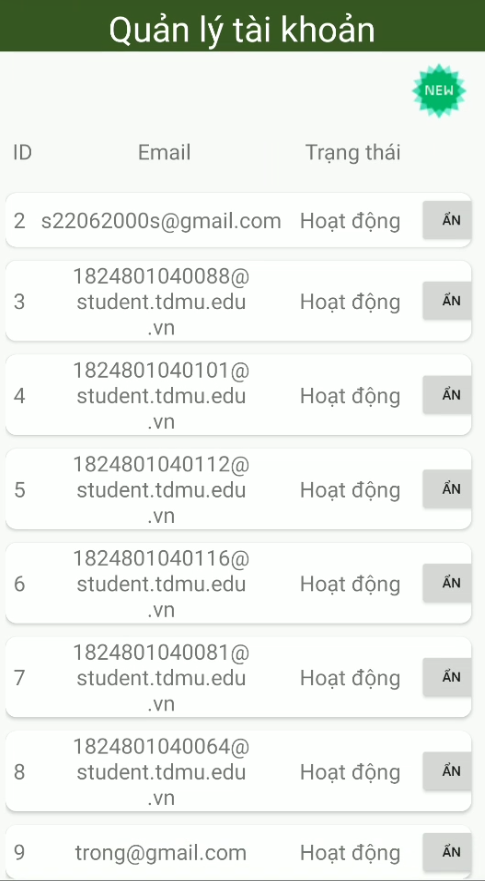 Quản lý tài khoản
NEW
ID Email Trạng thái
2 s22062000s@gmail.com Hoạt động ẨN
3 1824801040088@
student.tdmu.edu
.vn Hoạt động ẨN
4 1824801040101@
student.tdmu.edu
.vn Hoạt động ẨN
5 1824801040112@
student.tdmu.edu
.vn Hoạt động ẨN
6 1824801040116@
student.tdmu.edu
.vn Hoạt động ẨN
7 1824801040081@
student.tdmu.edu
.vn Hoạt động ẨN
8 1824801040064@
student.tdmu.edu
.vn Hoạt động ẨN
9 trong@gmail.com Hoạt động ẨN